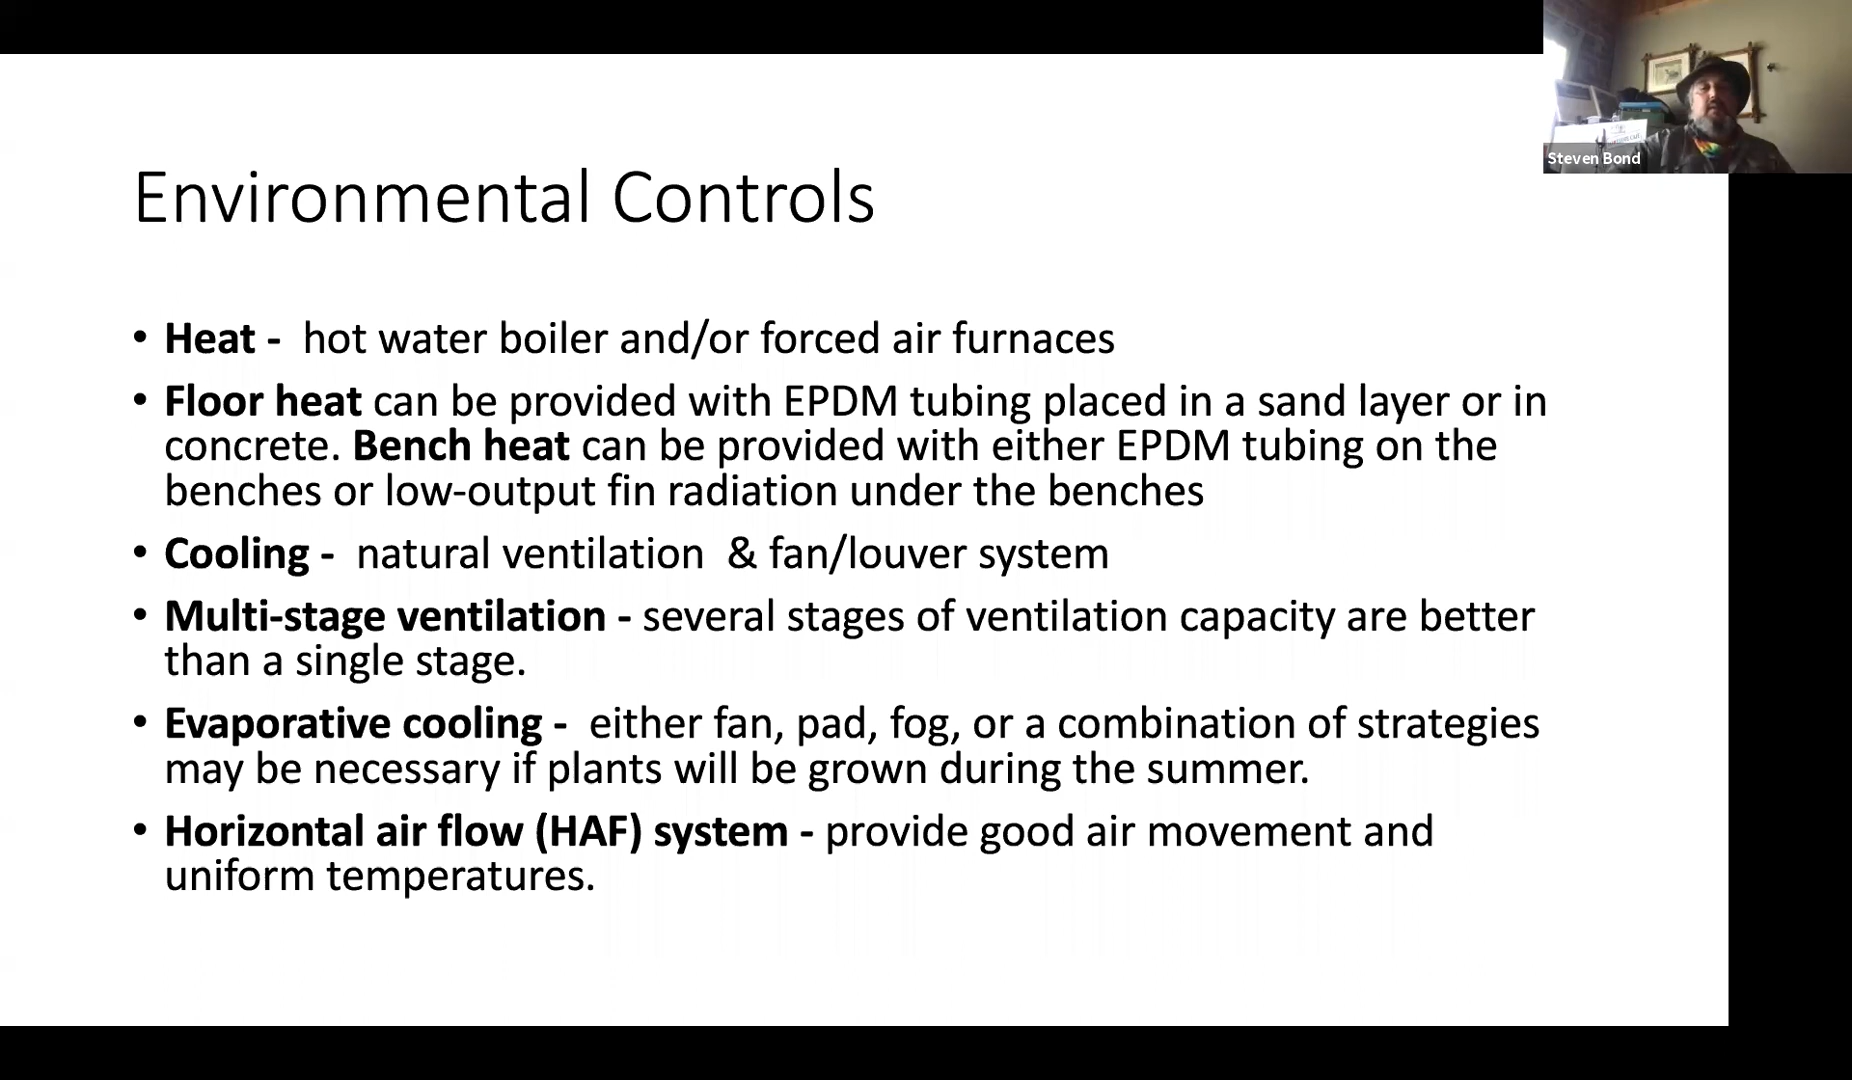 Steven Bond
Environmental Controls
• Heat -  hot water boiler and/or forced air furnaces
• Floor heat can be provided with EPDM tubing placed in a sand layer or in
concrete. Bench heat can be provided with either EPDM tubing on the
benches or low-output fin radiation under the benches
• Cooling -  natural ventilation  & fan/louver system
• Multi-stage ventilation - several stages of ventilation capacity are better
than a single stage.
• Evaporative cooling -  either fan, pad, fog, or a combination of strategies
may be necessary if plants will be grown during the summer.
• Horizontal air flow (HAF) system - provide good air movement and
uniform temperatures.